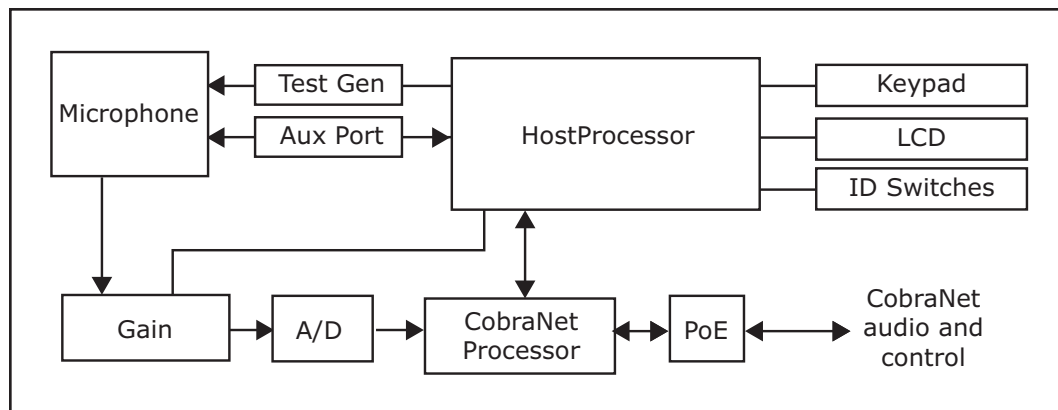 Microphone
Test Gen
Aux Port
HostProcessor
Keypad
LCD
ID Switches
Gain
A/D
CobraNet
Processor
PoE
CobraNet
audio and
control